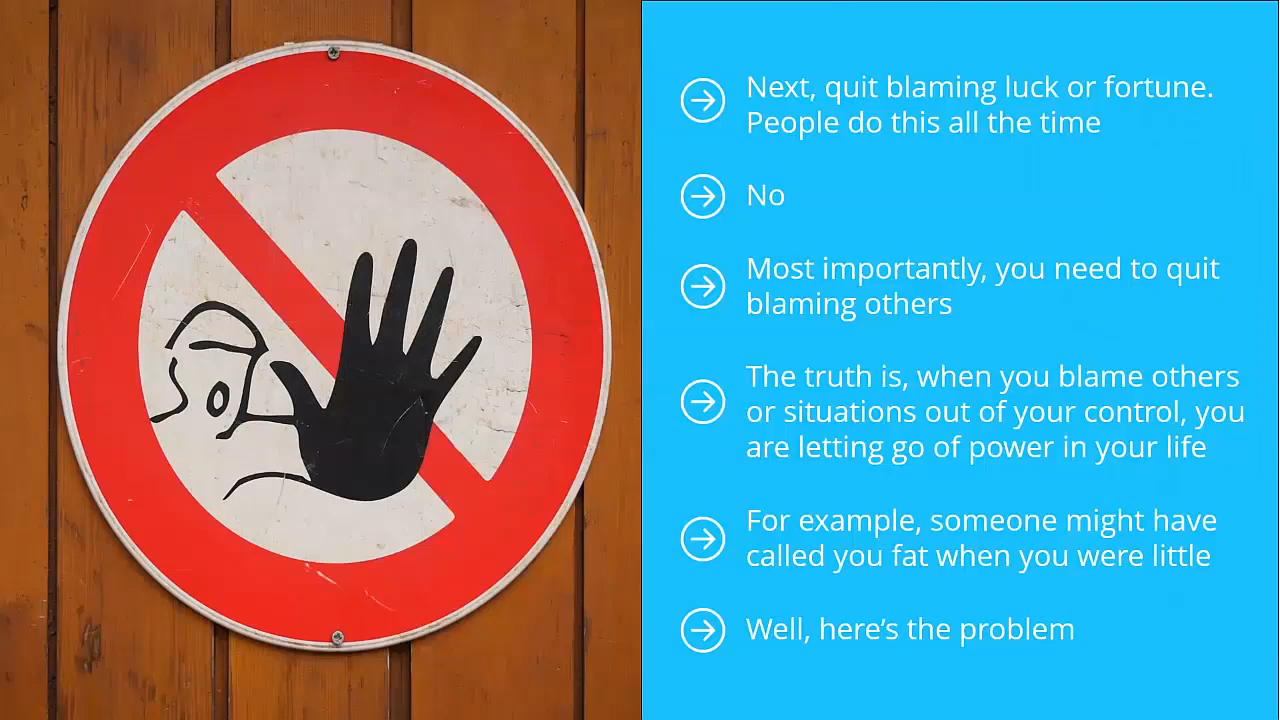 Next, quit blaming luck or fortune.
People do this all the time
No
Most importantly, you need to quit
blaming others
The truth is, when you blame others
or situations out of your control, you
are letting go of power in your life
For example, someone might have
called you fat when you were little
Well, here’s the problem